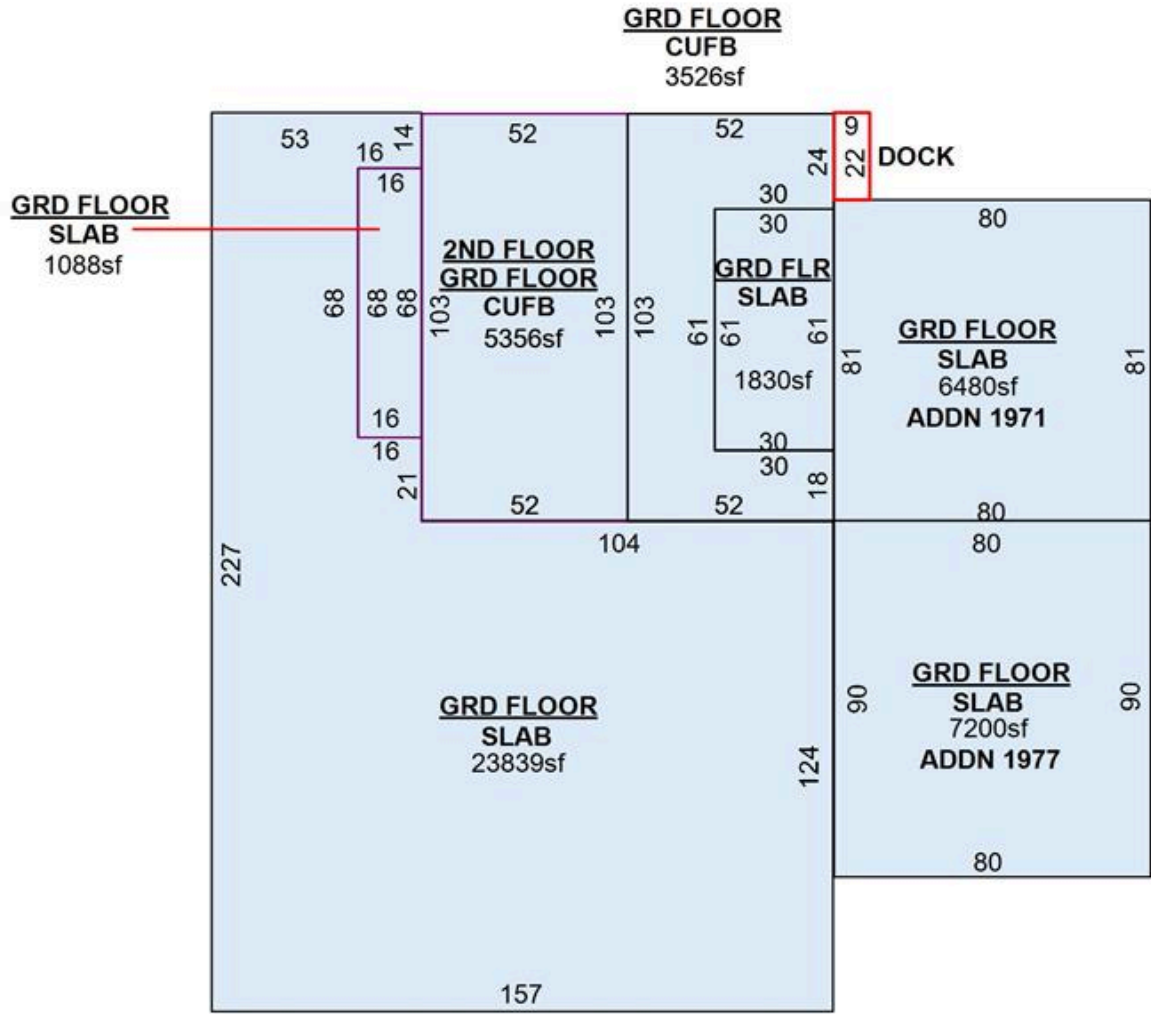 GRD FLOOR
CUFB
3526sf
53
14
16
16
52
52
24
9
22
DOCK
30
30
80
GRD FLOOR
SLAB
1088sf
68
68
68
103
2ND FLOOR
GRD FLOOR
CUFB
5356sf
103
103
61
61
GRD FLR
SLAB
1830sf
61
81
GRD FLOOR
SLAB
6480sf
ADDN 1971
81
16
16
21
30
30
18
52
52
80
104
80
227
GRD FLOOR
SLAB
23839sf
124
90
GRD FLOOR
SLAB
7200sf
ADDN 1977
90
80
157